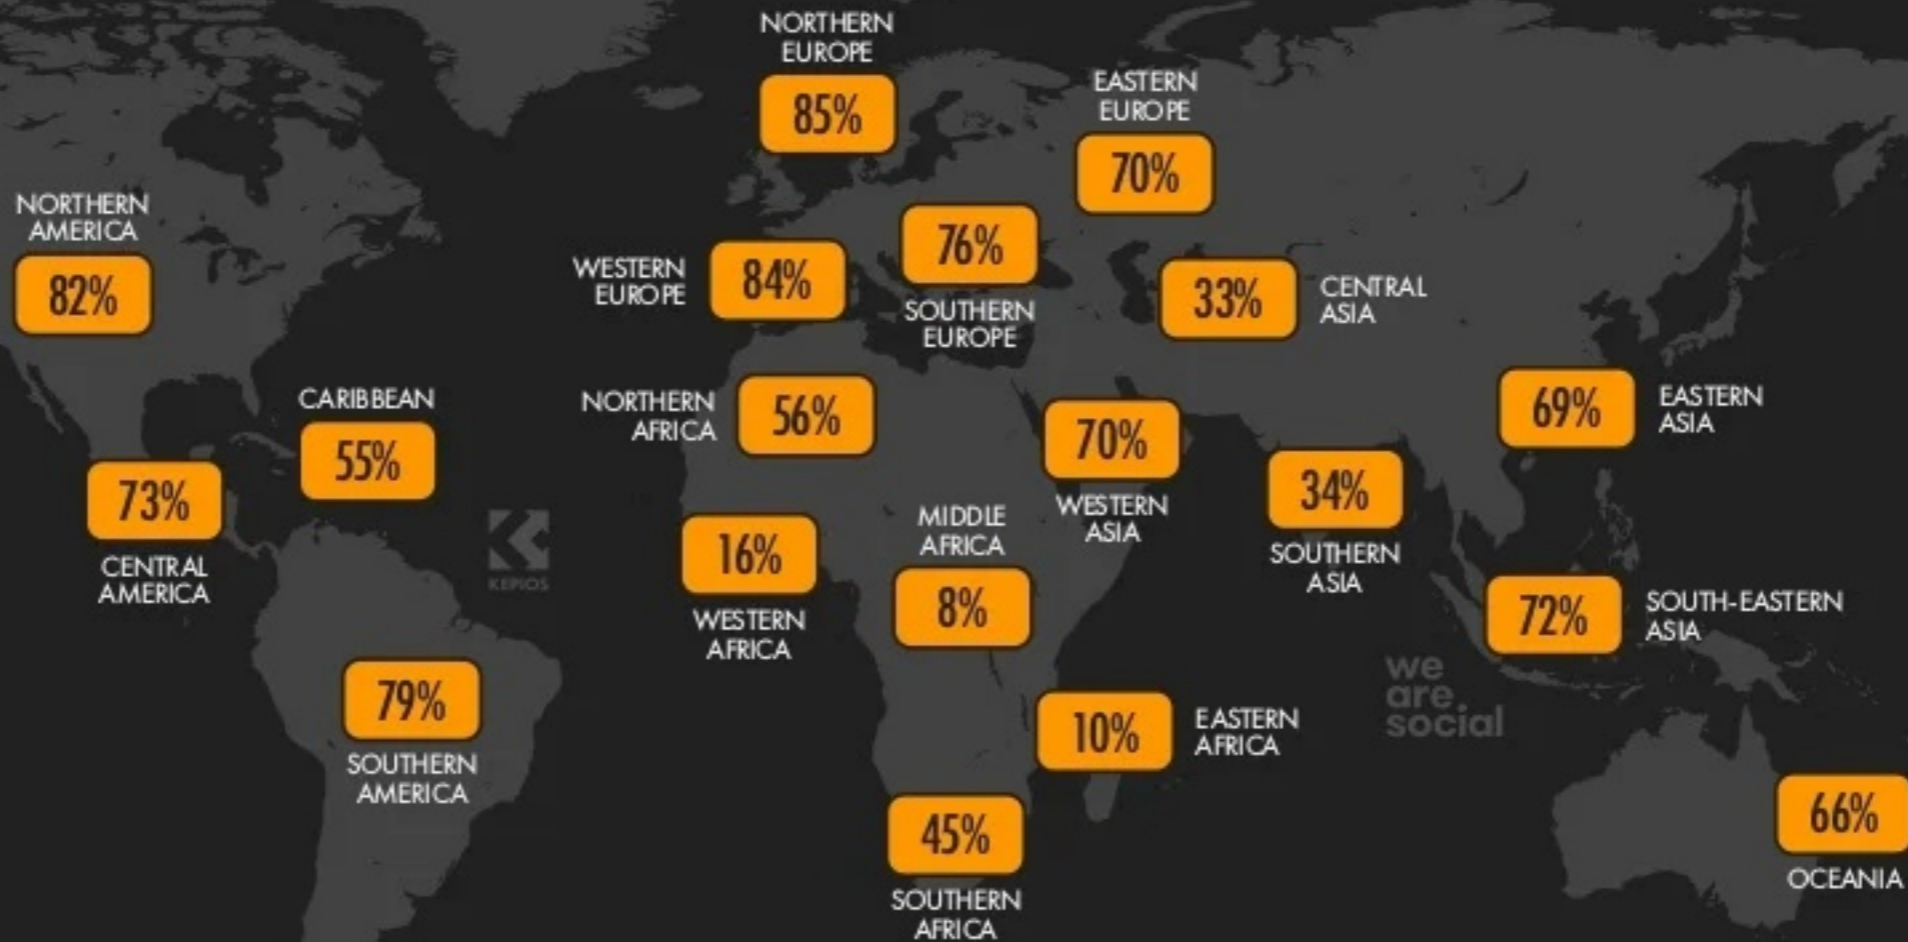 NORTHERN
EUROPE
85%
EASTERN
EUROPE
70%
NORTHERN
AMERICA
82%
WESTERN
EUROPE
84%
76%
SOUTHERN
EUROPE
33%
CENTRAL
ASIA
CARIBBEAN
55%
NORTHERN
AFRICA
56%
70%
WESTERN
ASIA
69%
EASTERN
ASIA
73%
CENTRAL
AMERICA
KEPIOS
16%
WESTERN
AFRICA
MIDDLE
AFRICA
8%
34%
SOUTHERN
ASIA
72%
SOUTH-EASTERN
ASIA
79%
SOUTHERN
AMERICA
10%
EASTERN
AFRICA
we
are
social
45%
SOUTHERN
AFRICA
66%
OCEANIA